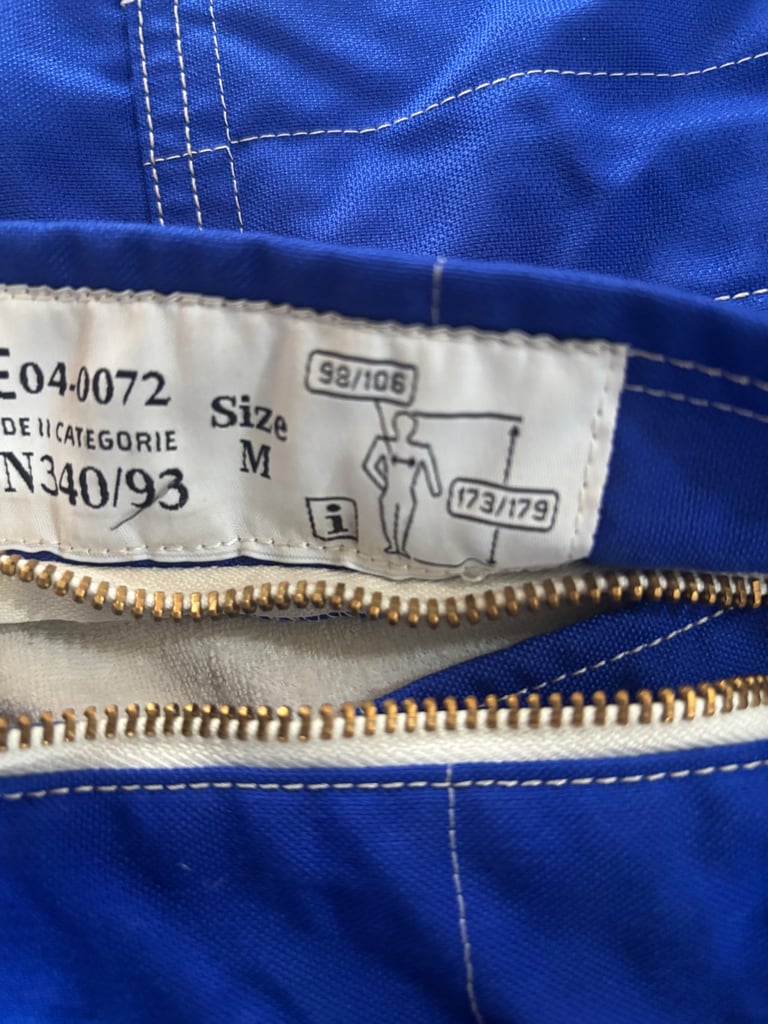 E04-0072
DE II CATEGORIE
N340/93
Size
M
98/106
173/179
i